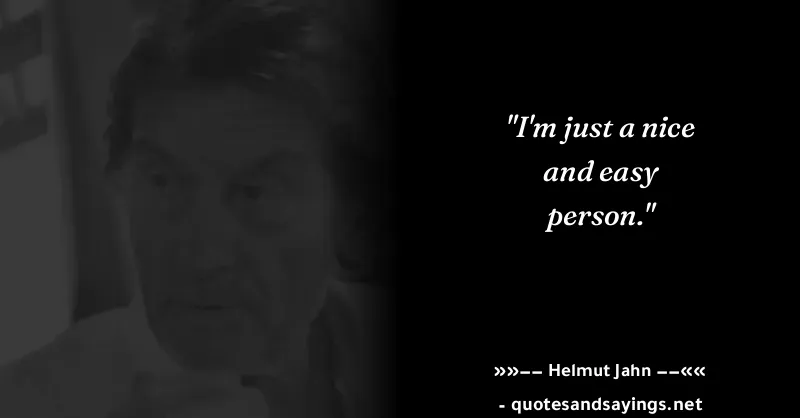 "I'm just a nice
and easy
person."
»»−− Helmut Jahn −−««
- quotesandsayings.net